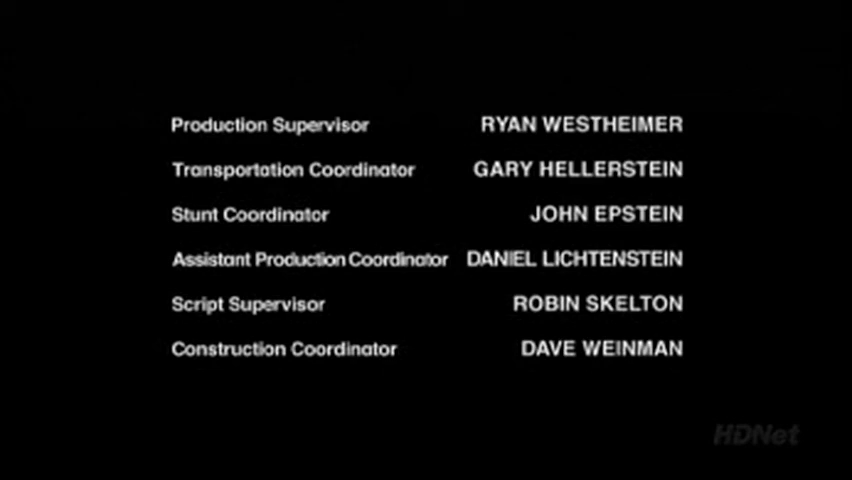 Production Supervisor RYAN WESTHEIMER
Transportation Coordinator GARY HELLERSTEIN
Stunt Coordinator JOHN EPSTEIN
Assistant Production Coordinator DANIEL LICHTENSTEIN
Script Supervisor ROBIN SKELTON
Construction Coordinator DAVE WEINMAN
HDNet